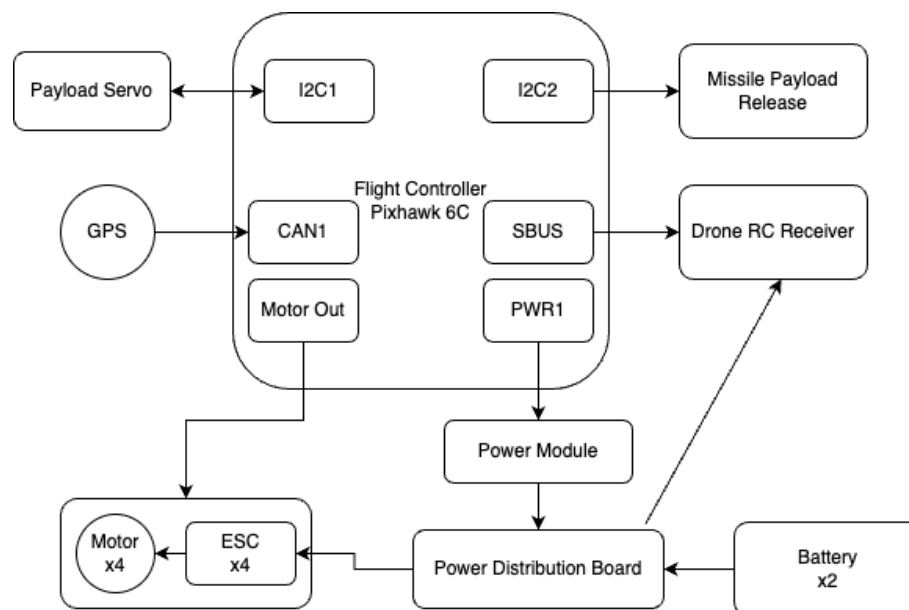 Payload Servo
I2C1
I2C2
Missile Payload
Release
Flight Controller
Pixhawk 6C
GPS
CAN1
SBUS
Drone RC Receiver
Motor Out
PWR1
Power Module
Motor
x4
ESC
x4
Power Distribution Board
Battery
x2